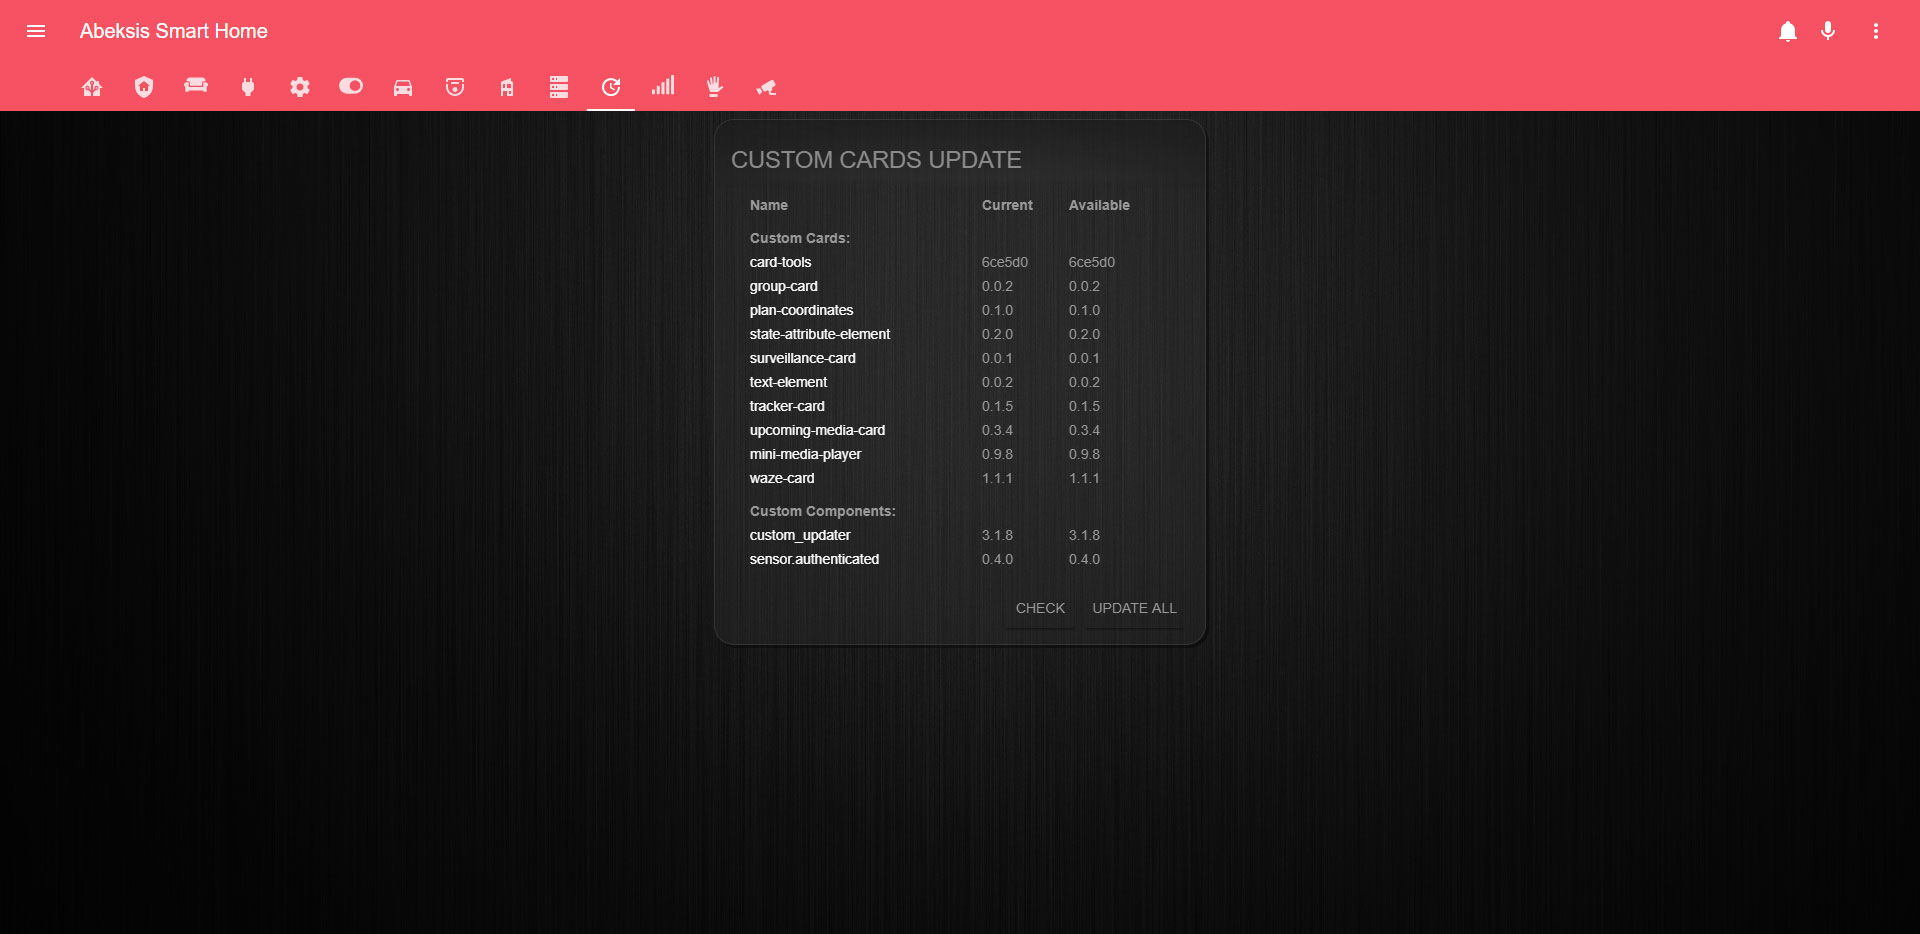 Abeksis Smart Home
CUSTOM CARDS UPDATE
Name Current Available
Custom Cards:
card-tools 6ce5d0 6ce5d0
group-card 0.0.2 0.0.2
plan-coordinates 0.1.0 0.1.0
state-attribute-element 0.2.0 0.2.0
surveillance-card 0.0.1 0.0.1
text-element 0.0.2 0.0.2
tracker-card 0.1.5 0.1.5
upcoming-media-card 0.3.4 0.3.4
mini-media-player 0.9.8 0.9.8
waze-card 1.1.1 1.1.1
Custom Components:
custom_updater 3.1.8 3.1.8
sensor.authenticated 0.4.0 0.4.0
CHECK UPDATE ALL